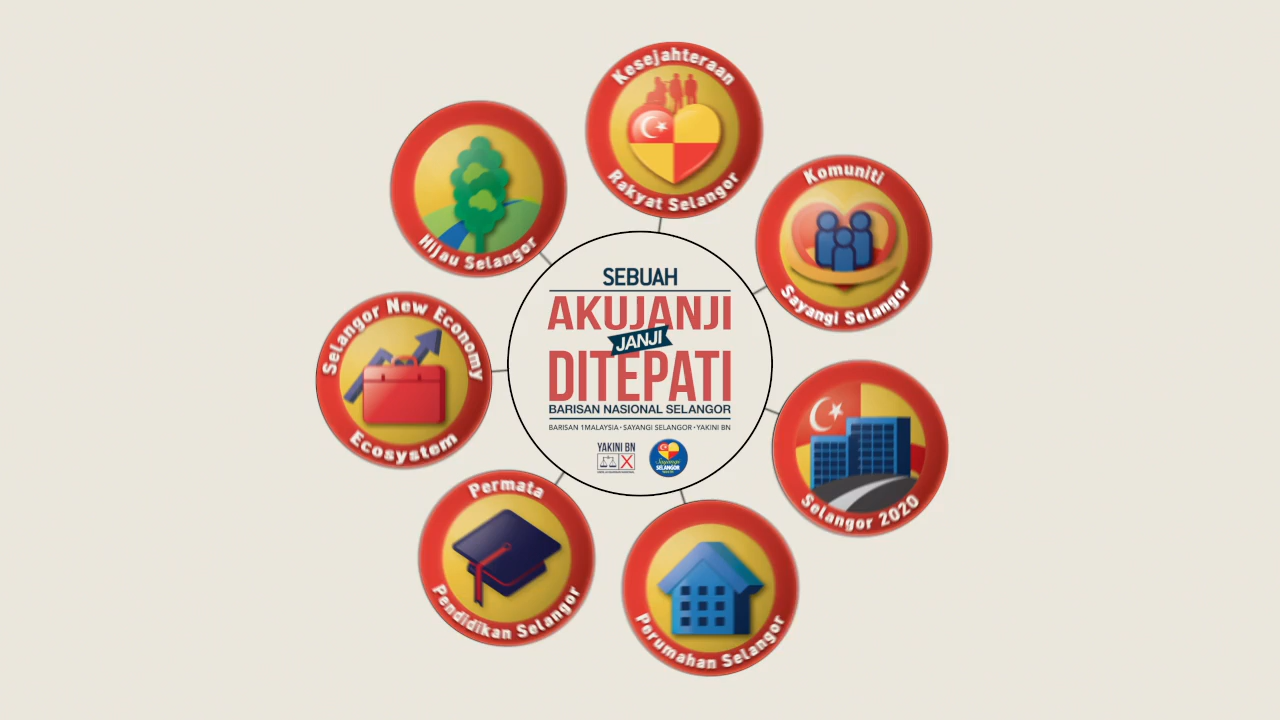 Kesejahteraan
Rakyat Selangor
Komuniti
Sayangi Selangor
Selangor 2020
Perumahan Selangor
Permata
Pendidikan Selangor
Selangor New Economy
Ecosystem
Hijau Selangor
SEBUAH
AKUJANJI
JANJI
DITEPATI
BARISAN NASIONAL SELANGOR
BARISAN 1MALAYSIA · SAYANGI SELANGOR · YAKINI BN
YAKINI BN
Sayangi
SELANGOR